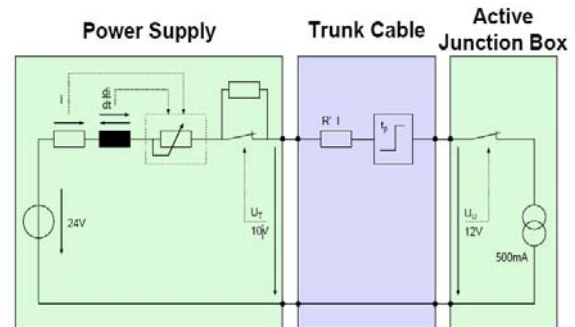 Power Supply
Trunk Cable
Active
Junction Box
I
di
dt
R' l
tp
24V
UT
10V
UU
12V
500mA